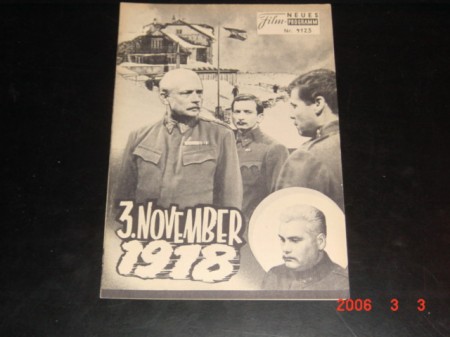 NEUES
Film-PROGRAMM
Nr. 4123
3. NOVEMBER
1918
2006 3 3